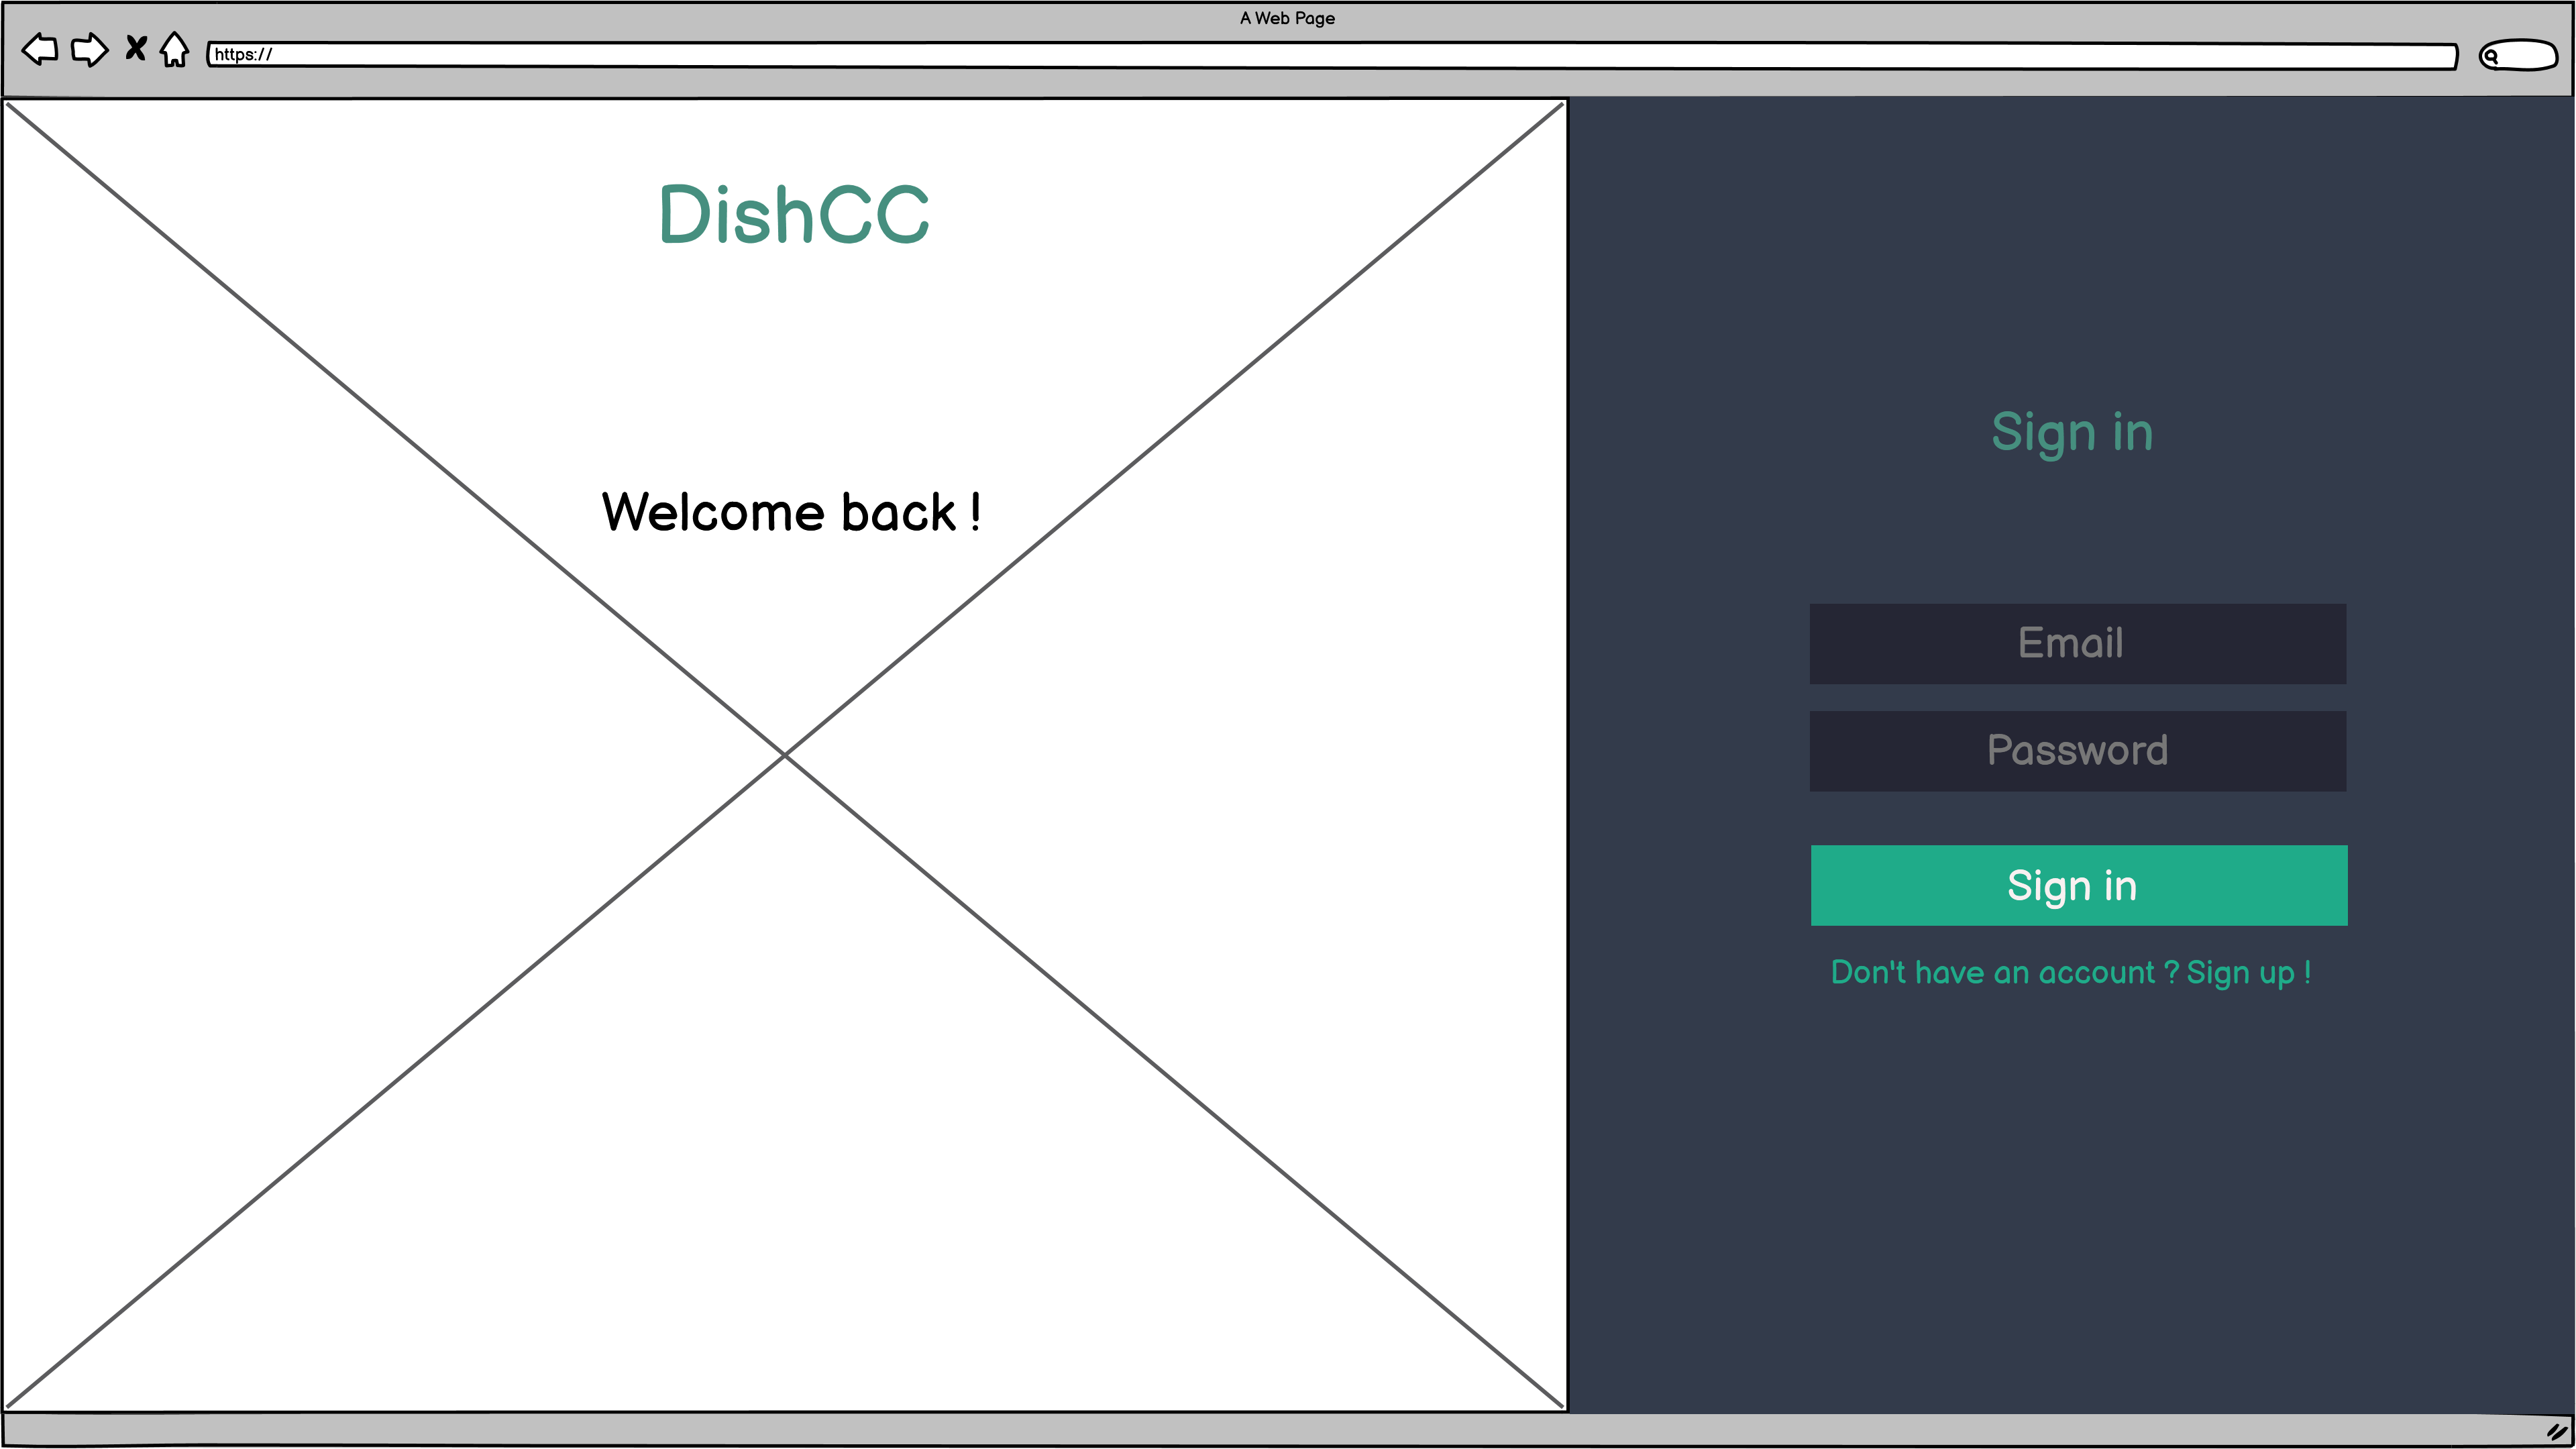 A Web Page
https://
DishCC
Welcome back !
Sign in
Email
Password
Sign in
Don't have an account ? Sign up !